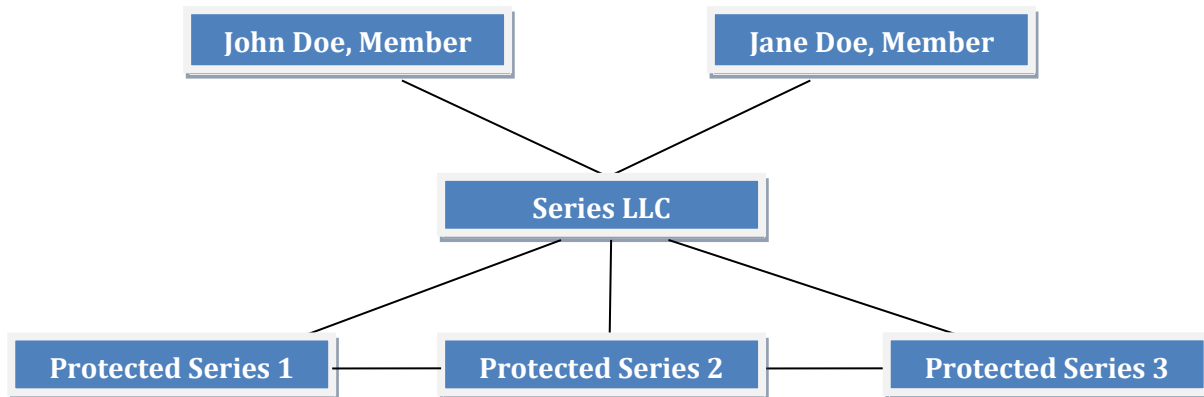 John Doe, Member
Jane Doe, Member
Series LLC
Protected Series 1
Protected Series 2
Protected Series 3